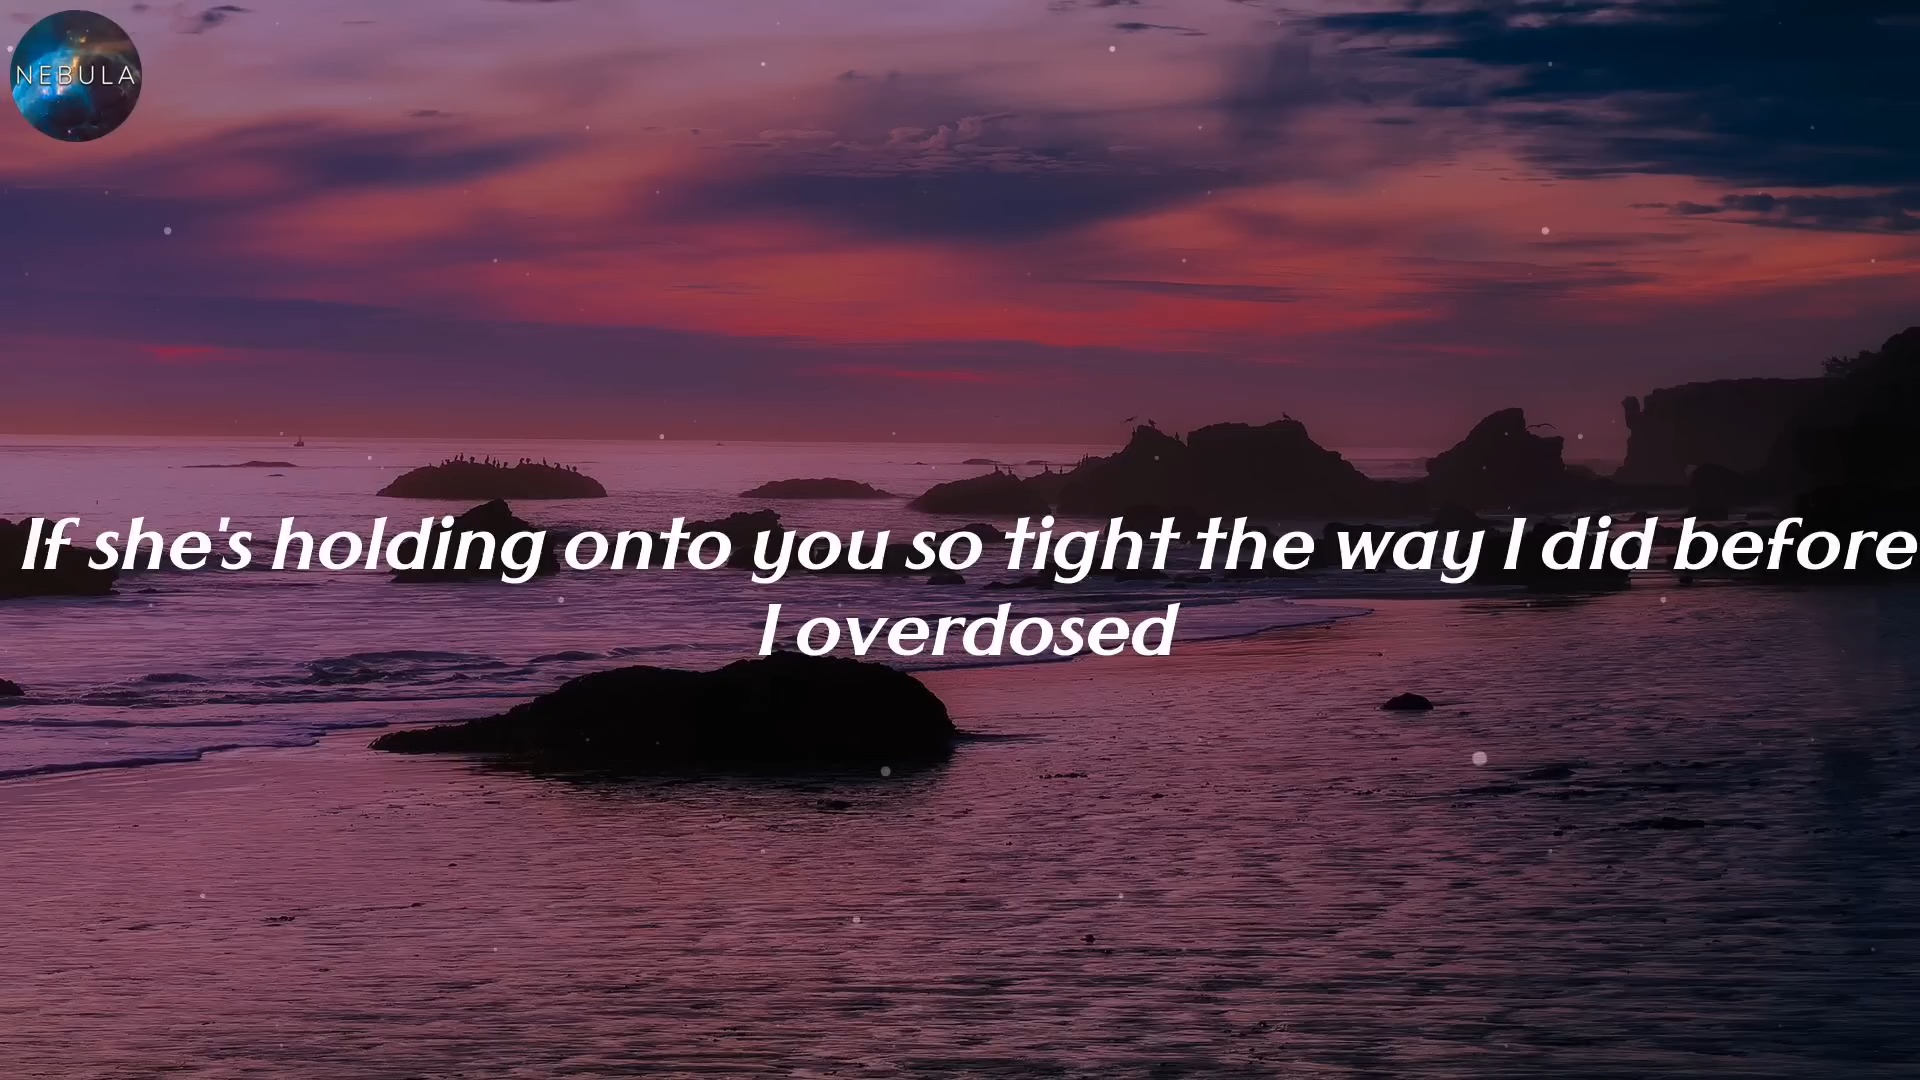 NEBULA
If she's holding onto you so tight the way I did before
I overdosed